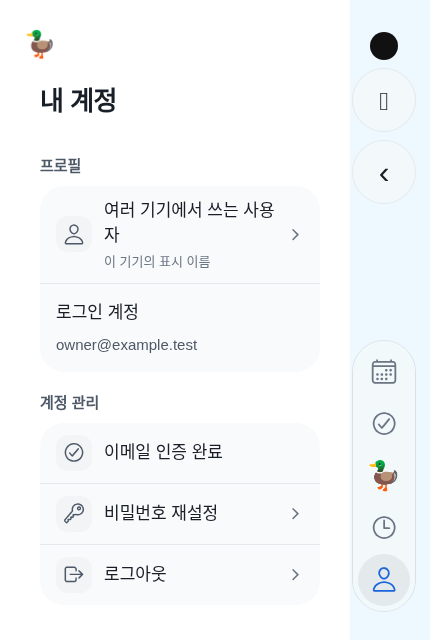 내 계정
프로필
여러 기기에서 쓰는 사용
자
이 기기의 표시 이름
로그인 계정
owner@example.test
계정 관리
이메일 인증 완료
비밀번호 재설정
로그아웃